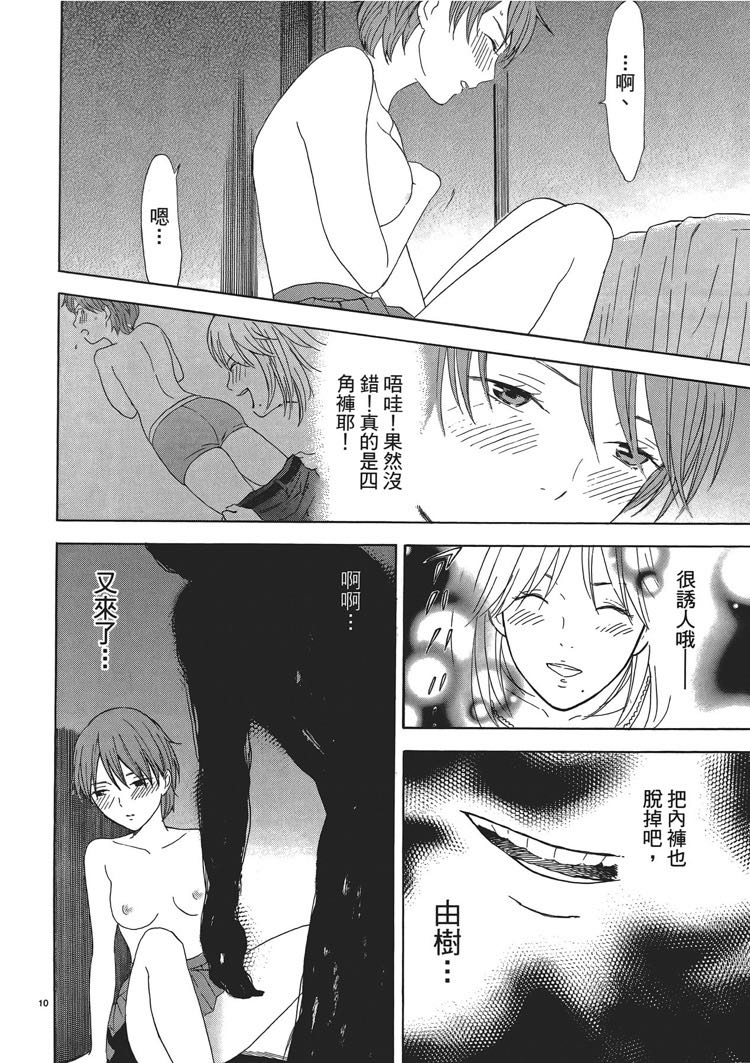 …啊、
嗯…
唔哇！果然沒
錯！真的是四
角褲耶！
很誘人哦——
把內褲也
脫掉吧，
由樹…
啊啊…
又來了…
10